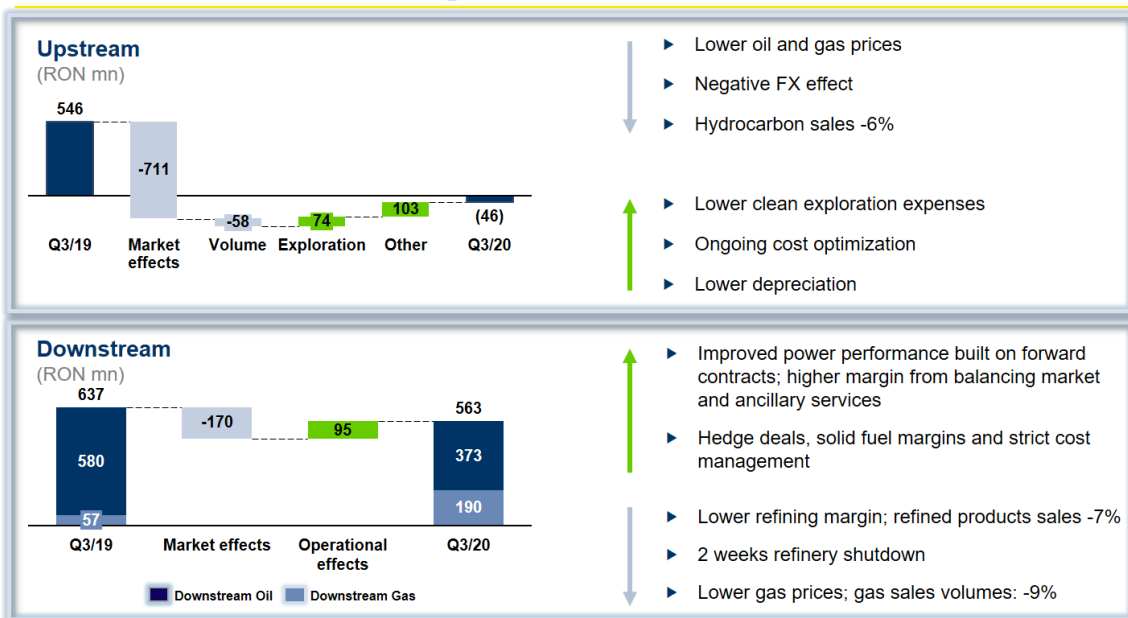 Upstream
(RON mn)
546
-711
-58
74
103
(46)
Q3/19
Market
effects
Volume
Exploration
Other
Q3/20
Lower oil and gas prices
Negative FX effect
Hydrocarbon sales -6%
Lower clean exploration expenses
Ongoing cost optimization
Lower depreciation
Downstream
(RON mn)
637
580
57
-170
95
563
373
190
Q3/19
Market effects
Operational
effects
Q3/20
Downstream Oil
Downstream Gas
Improved power performance built on forward
contracts; higher margin from balancing market
and ancillary services
Hedge deals, solid fuel margins and strict cost
management
Lower refining margin; refined products sales -7%
2 weeks refinery shutdown
Lower gas prices; gas sales volumes: -9%